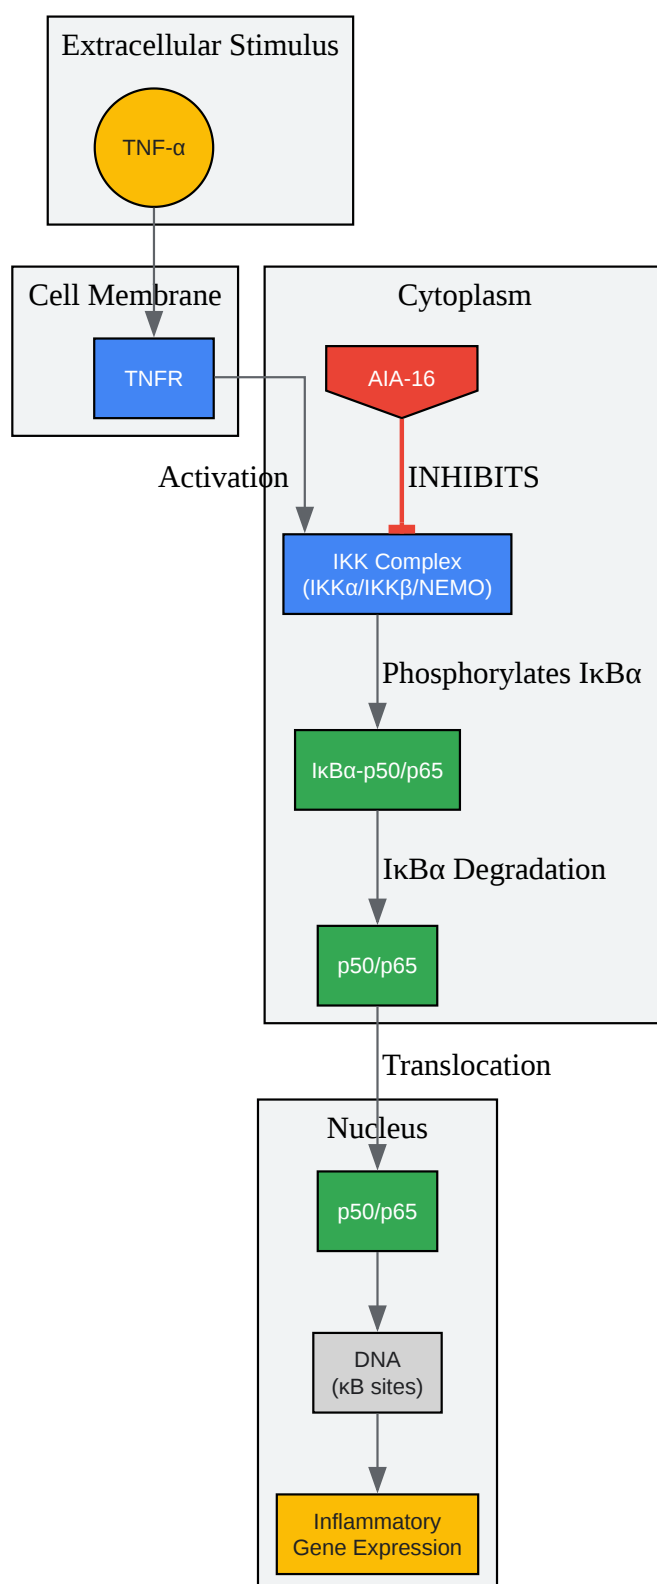 Extracellular Stimulus
TNF-α
Cell Membrane
TNFR
Cytoplasm
AIA-16
Activation
INHIBITS
IKK Complex
(IKKα/IKKβ/NEMO)
Phosphorylates IκBα
IκBα-p50/p65
IκBα Degradation
p50/p65
Translocation
Nucleus
p50/p65
DNA
(κB sites)
Inflammatory
Gene Expression